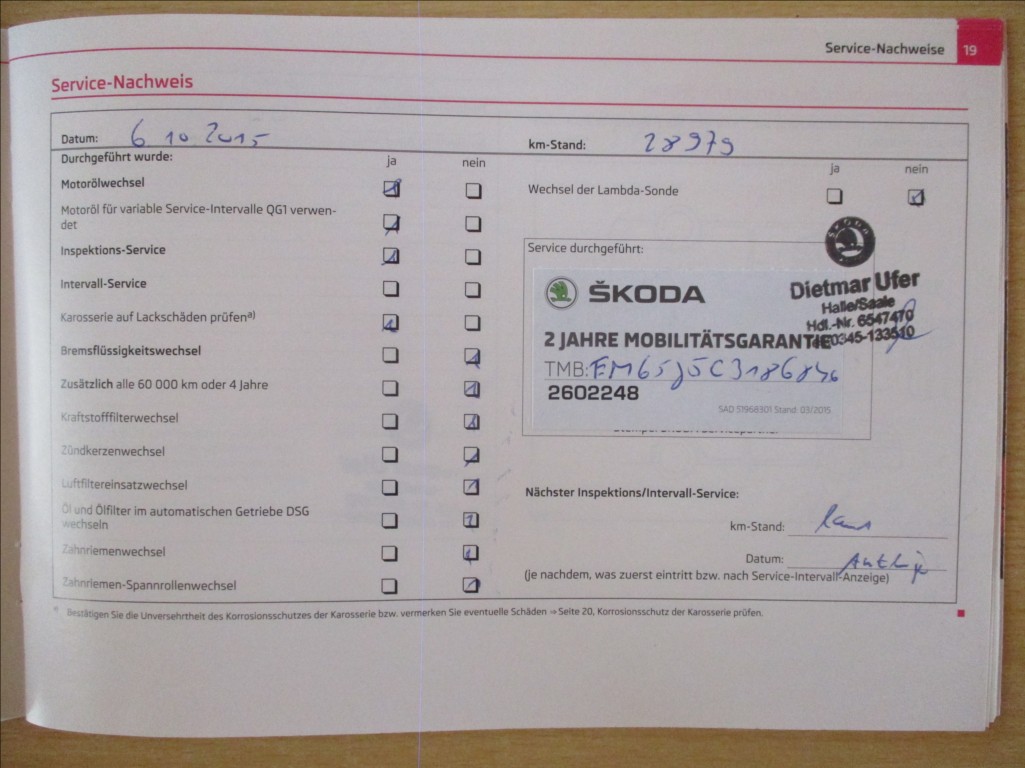 Service-Nachweise 19
Service-Nachweis
Datum: 6 10 2015
km-Stand: 28979
Durchgeführt wurde:
ja nein
Motorölwechsel
Motoröl für variable Service-Intervalle QG1 verwen-
det
Inspektions-Service
Intervall-Service
Karosserie auf Lackschäden prüfen a)
Bremsflüssigkeitswechsel
Zusätzlich alle 60 000 km oder 4 Jahre
Kraftstofffilterwechsel
Zündkerzenwechsel
Luftfiltereinsatzwechsel
Öl und Ölfilter im automatischen Getriebe DSG
wechseln
Zahnriemenwechsel
Zahnriemen-Spannrollenwechsel
ja nein
Wechsel der Lambda-Sonde
Service durchgeführt:
ŠKODA
2 JAHRE MOBILITÄTSGARANTIE
TMB:
2602248
SAD 51968301 Stand: 03/2015
Dietmar Ufer
Halle/Saale
Hdl.-Nr. 6547470
0345-133510
Nächster Inspektions/Intervall-Service:
km-Stand:
Datum:
(je nachdem, was zuerst eintritt bzw. nach Service-Intervall-Anzeige)
a) Bestätigen Sie die Unversehrtheit des Korrosionsschutzes der Karosserie bzw. vermerken Sie eventuelle Schäden ⇒ Seite 20, Korrosionsschutz der Karosserie prüfen.